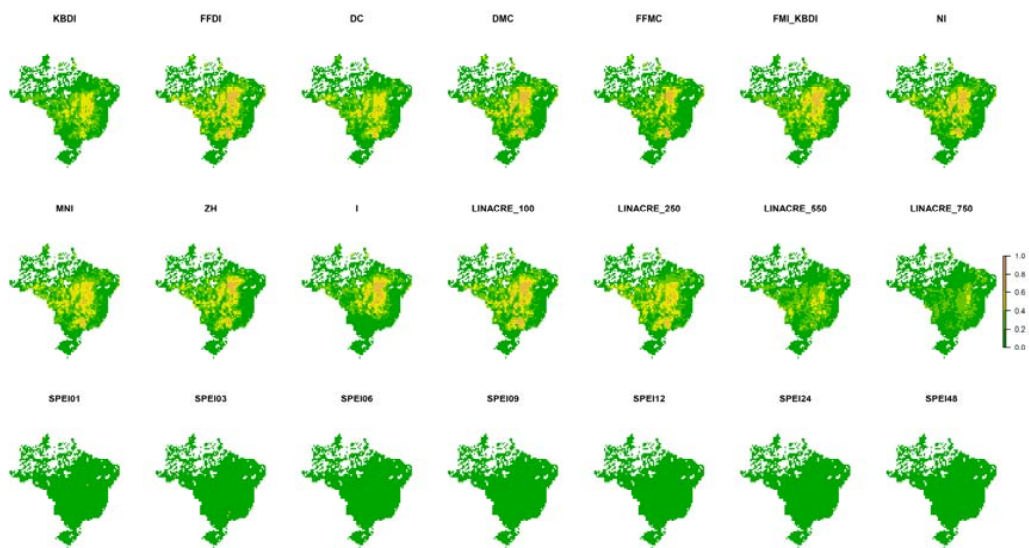 KBDI FFDI DC DMC FFMC FMI_KBDI NI
MNI ZH I LINACRE_100 LINACRE_250 LINACRE_550 LINACRE_750
1.0
0.8
0.6
0.4
0.2
0.0
SPEI01 SPEI03 SPEI06 SPEI09 SPEI12 SPEI24 SPEI48